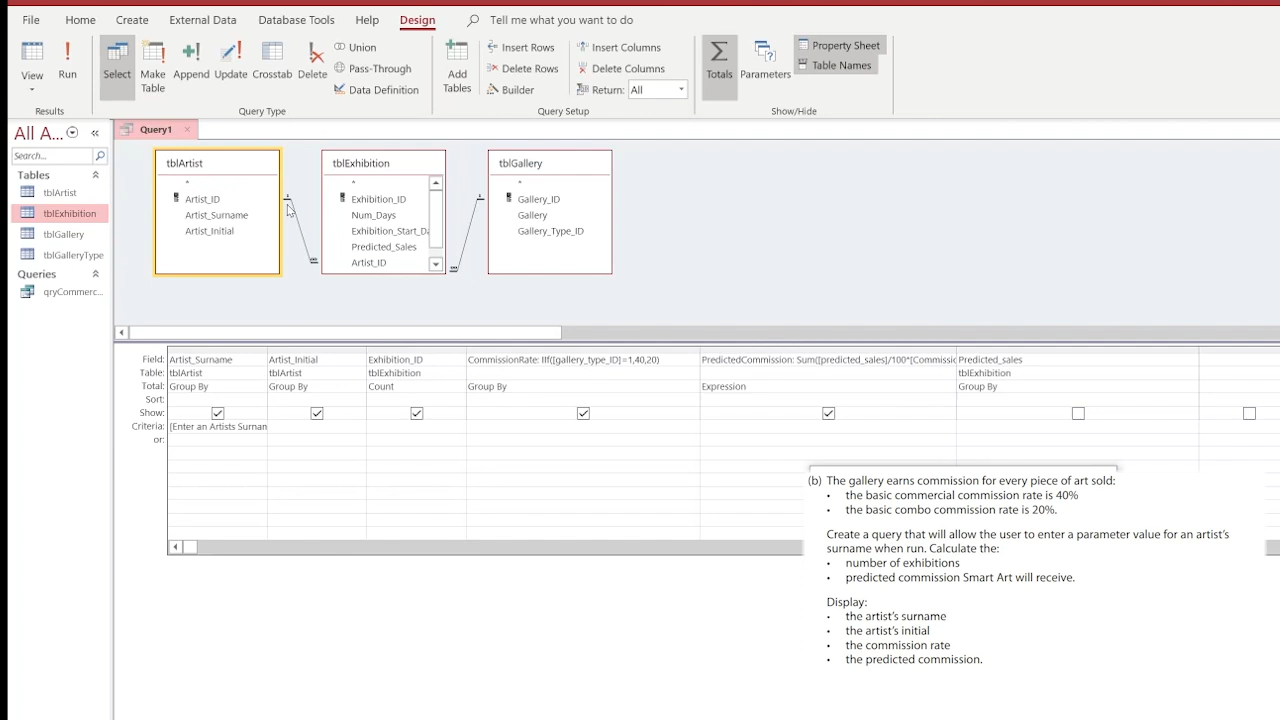 File Home Create External Data Database Tools Help Design Tell me what you want to do
View Run Select Make Table Append Update Crosstab Delete
Union
Pass-Through
Data Definition
Add Tables
Insert Rows
Delete Rows
Builder
Insert Columns
Delete Columns
Return: All
Totals Parameters
Property Sheet
Table Names
Results Query Type Query Setup Show/Hide
All A... «
Query1 ×
Search...
Tables
tblArtist
tblExhibition
tblGallery
tblGalleryType
Queries
qryCommerc...
tblArtist
*
Artist_ID
Artist_Surname
Artist_Initial
tblExhibition
*
Exhibition_ID
Num_Days
Exhibition_Start_Da
Predicted_Sales
Artist_ID
tblGallery
*
Gallery_ID
Gallery
Gallery_Type_ID
Field: Artist_Surname Artist_Initial Exhibition_ID CommissionRate: IIf([gallery_type_ID]=1,40,20) PredictedCommission: Sum([predicted_sales]/100*[Commissic Predicted_sales
Table: tblArtist tblArtist tblExhibition tblExhibition
Total: Group By Group By Count Group By Expression Group By
Sort:
Show:
Criteria: [Enter an Artists Surnan
or:
(b) The gallery earns commission for every piece of art sold:
• the basic commercial commission rate is 40%
• the basic combo commission rate is 20%.
Create a query that will allow the user to enter a parameter value for an artist's
surname when run. Calculate the:
• number of exhibitions
• predicted commission Smart Art will receive.
Display:
• the artist's surname
• the artist's initial
• the commission rate
• the predicted commission.